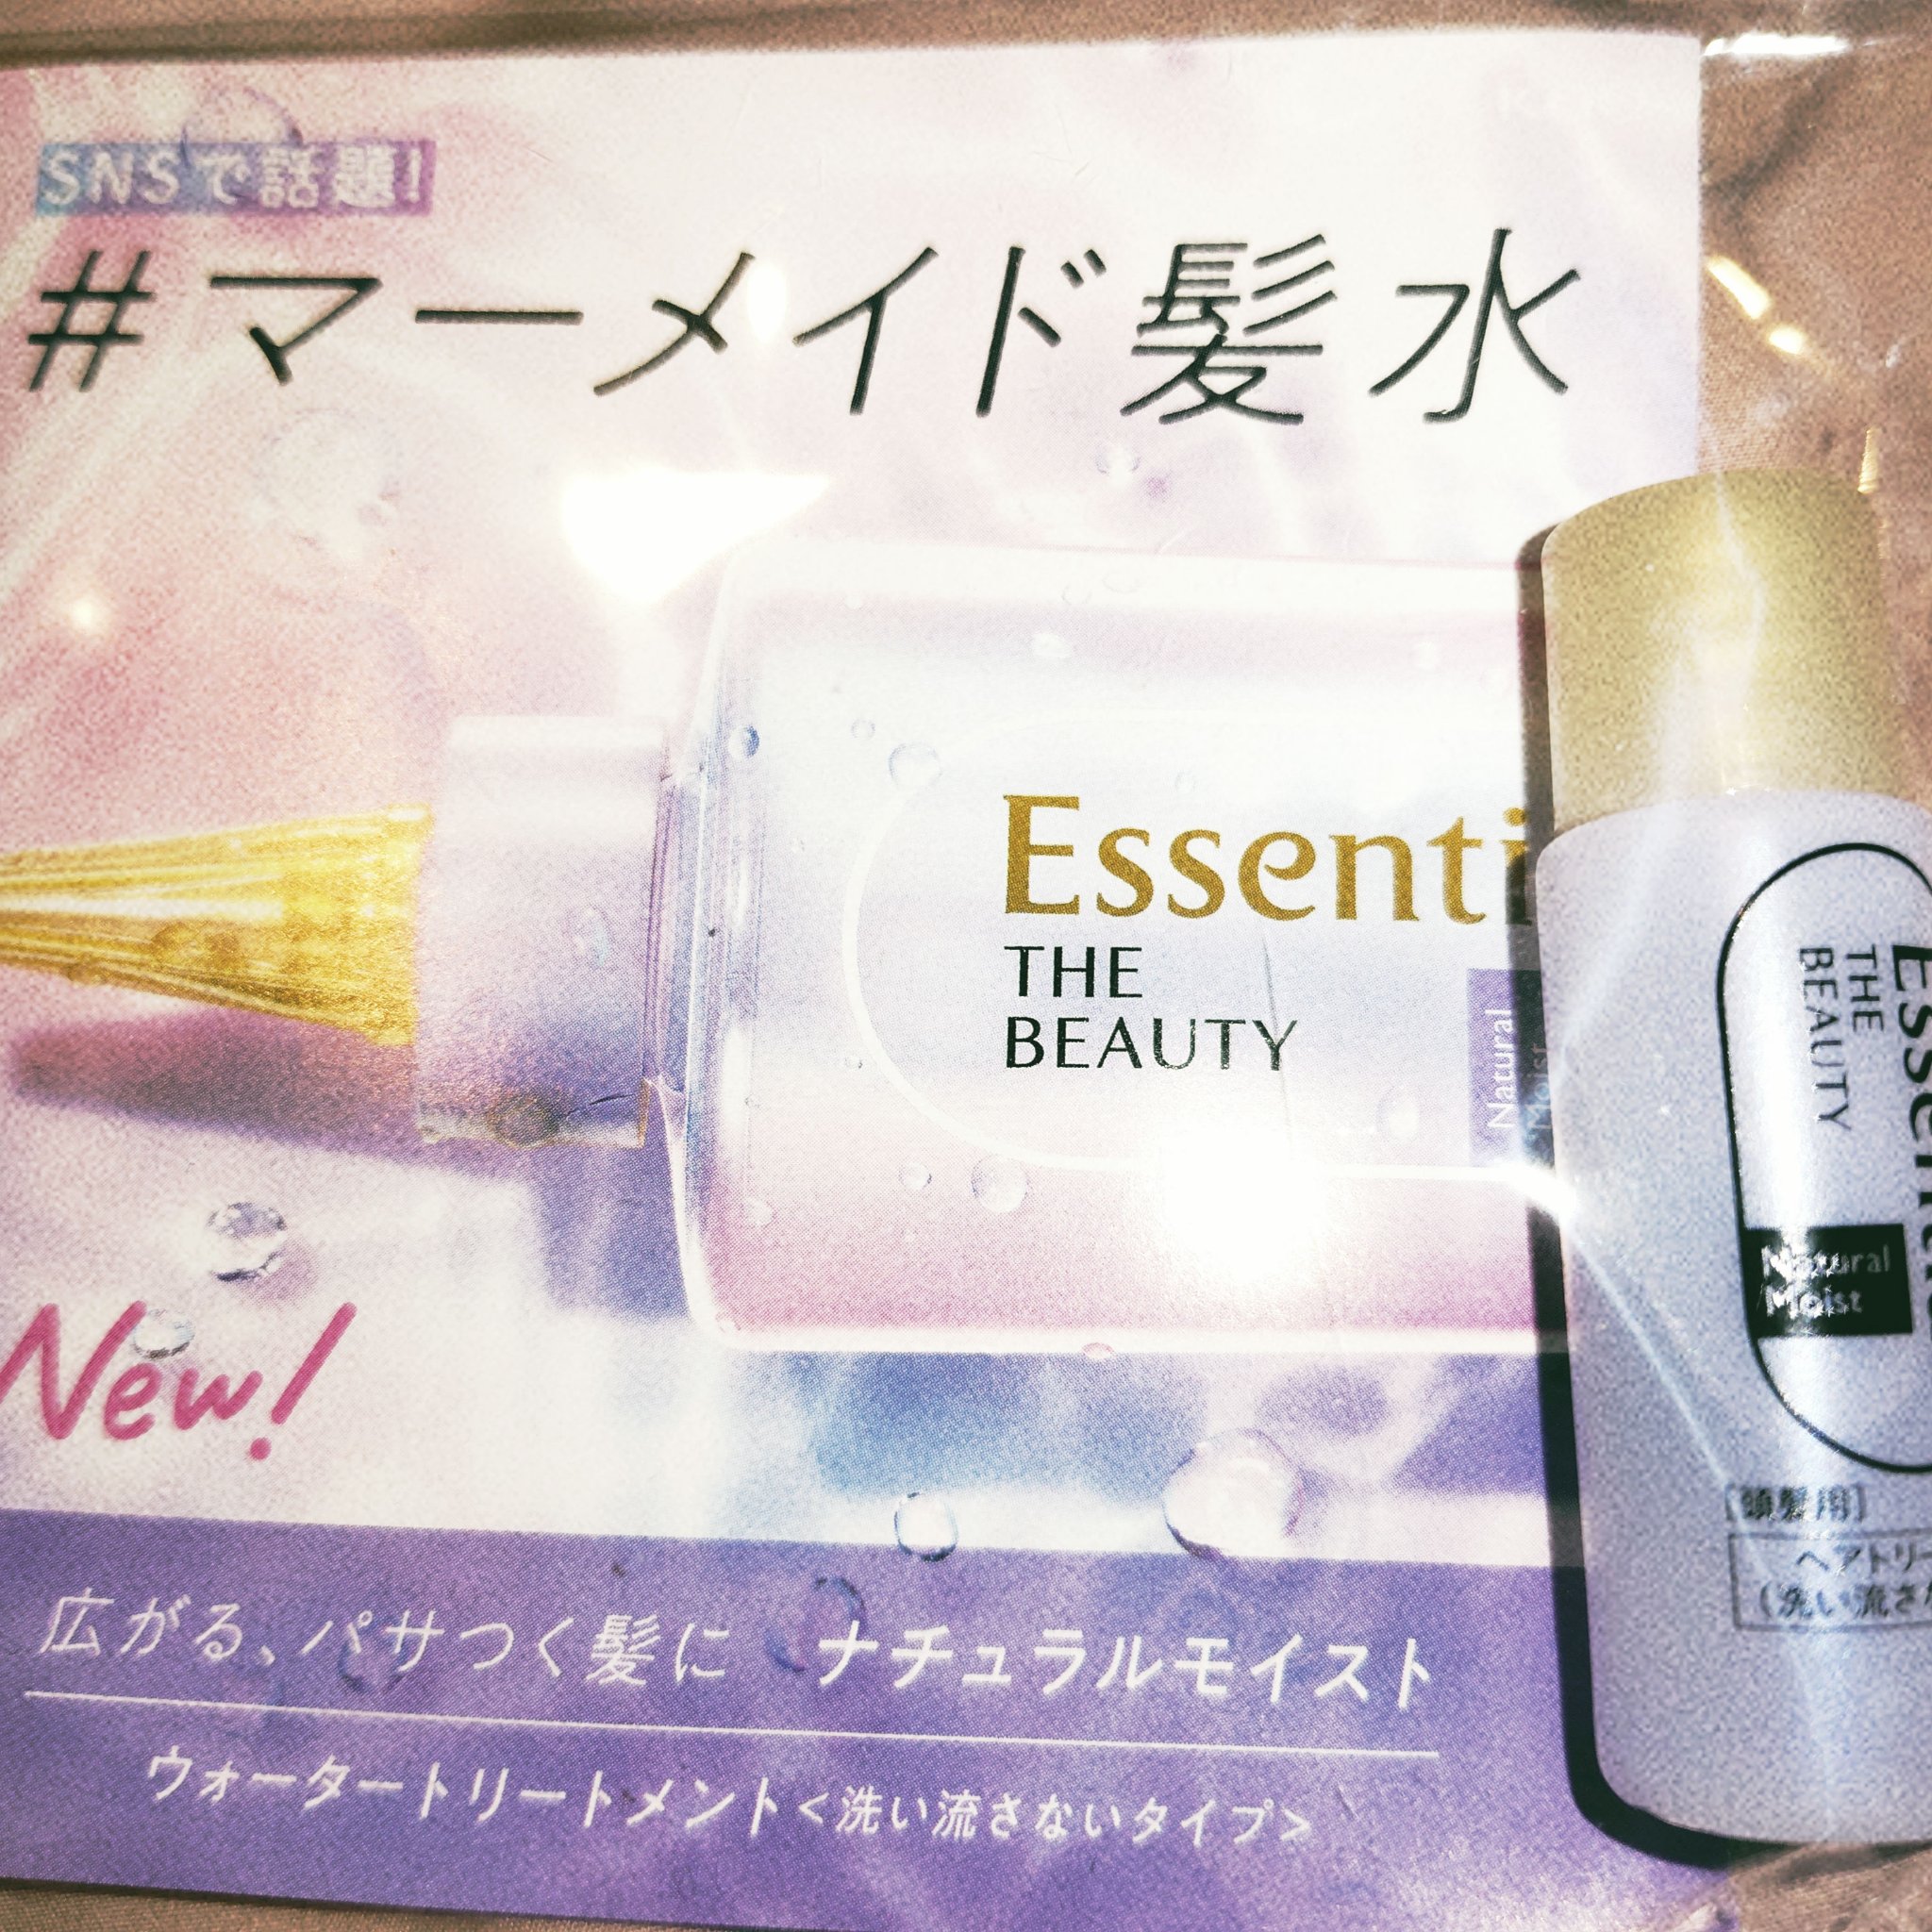 SNSで話題!
#マーメイド髪水
Essenti
THE
BEAUTY
Natural
Moist
New!
広がる、パサつく髪に ナチュラルモイスト
ウォータートリートメント<洗い流さないタイプ>
Essential
THE
BEAUTY
Natural
Moist
[頭髪用]
ヘアトリー
(洗い流さ